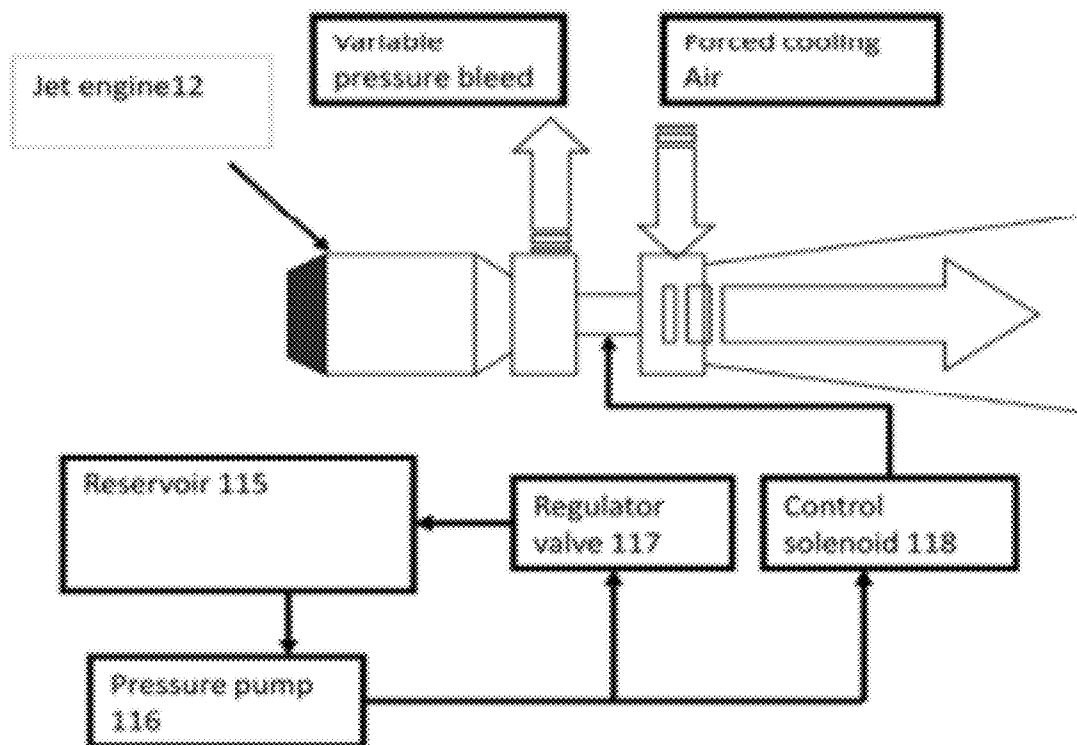 Variable
pressure bleed
Forced cooling
Air
Jet engine12
Reservoir 115
Regulator
valve 117
Control
solenoid 118
Pressure pump
116